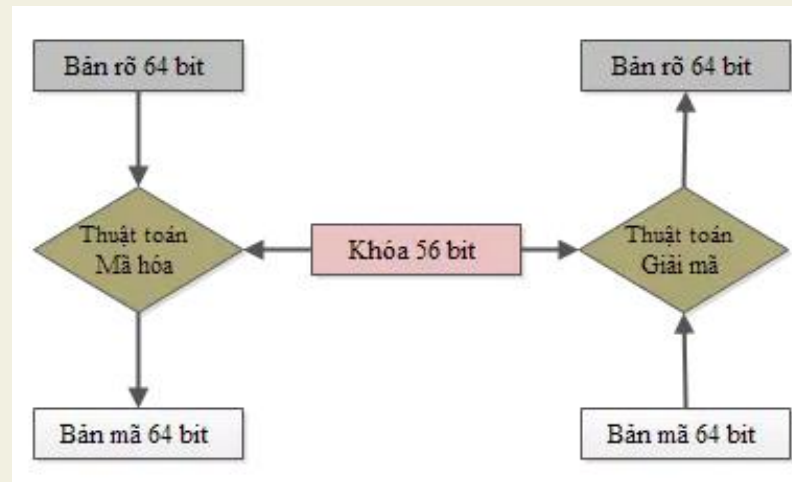 Bản rõ 64 bit
Bản rõ 64 bit
Thuật toán
Mã hóa
Khóa 56 bit
Thuật toán
Giải mã
Bản mã 64 bit
Bản mã 64 bit